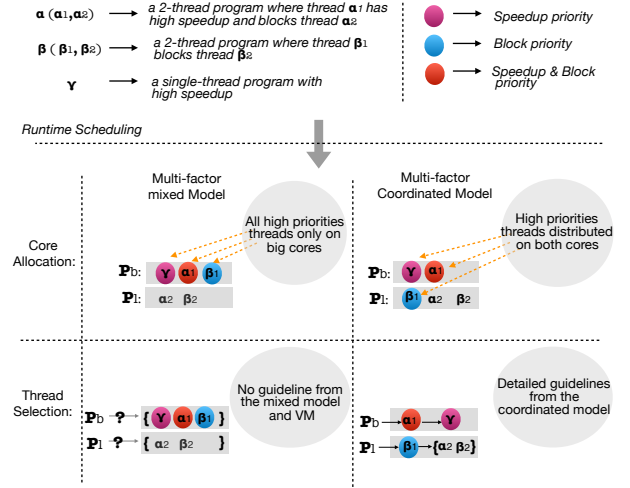 α (α1,α2) a 2-thread program where thread α1 has
high speedup and blocks thread α2
β ( β1, β2) a 2-thread program where thread β1
blocks thread β2
γ a single-thread program with
high speedup
Speedup priority
Block priority
Speedup & Block
priority
Runtime Scheduling
Multi-factor
mixed Model
Multi-factor
Coordinated Model
Core
Allocation:
All high priorities
threads only on
big cores
Pb: γ α1 β1
Pl: α2 β2
High priorities
threads distributed
on both cores
Pb: γ α1
Pl: β1 α2 β2
Thread
Selection:
No guideline from
the mixed model
and VM
Pb ? { γ α1 β1 }
Pl ? { α2 β2 }
Detailed guidelines
from the
coordinated model
Pb α1 γ
Pl β1 {α2 β2}